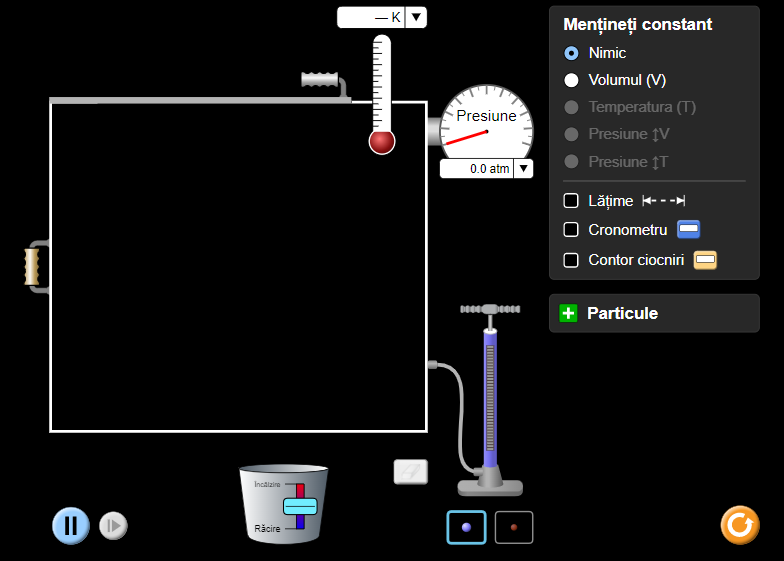 — K
Presiune
0.0 atm
Încălzire
Răcire
Mențineți constant
Nimic
Volumul (V)
Temperatura (T)
Presiune ↕V
Presiune ↕T
Lățime
Cronometru
Contor ciocniri
Particule